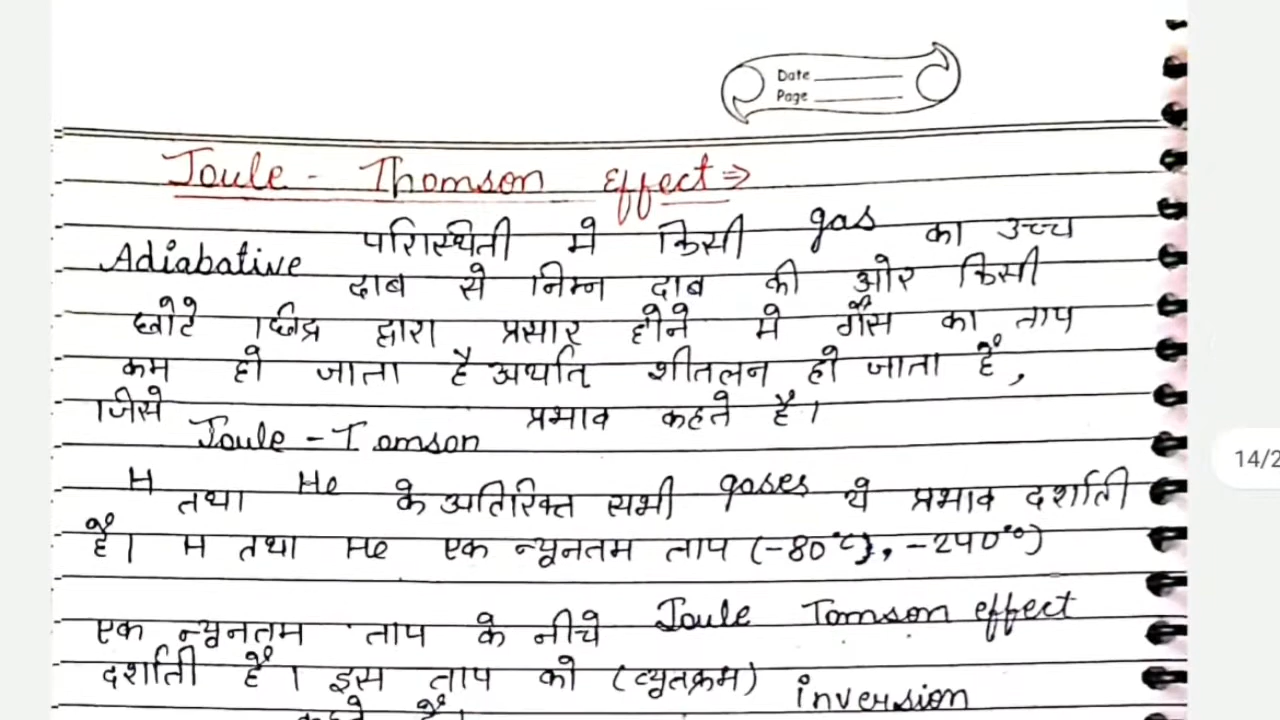 Date
Page
Joule - Thomson effect ⇒
Adiabative परिस्थिती मे किसी gas का उच्च
दाब से निम्न दाब की ओर किसी
छोटे छिद्र द्वारा प्रसार होने मे गैस का ताप
कम हो जाता है अर्थात शीतलन हो जाता है,
जिसे Joule - Tomson प्रभाव कहते है।
H तथा He के अतिरिक्त सभी gases ये प्रभाव दर्शाती
है। H तथा He एक न्यूनतम ताप (-80°C), -240°)
एक न्यूनतम ताप के नीचे Joule Tomson effect
दर्शाती है। इस ताप को (व्युतक्रम) inversion
कहते है।
14/2